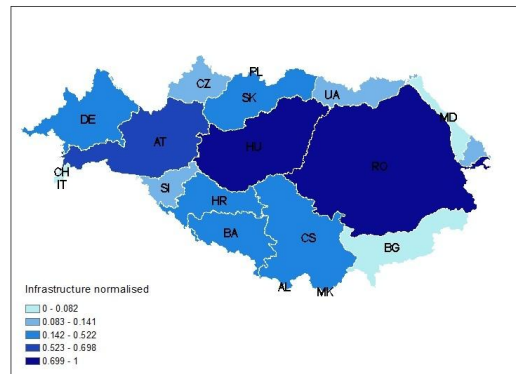 PL
CZ
SK
UA
DE
MD
AT
HU
RO
CH
IT
SI
HR
BA
CS
BG
AL
MK
Infrastructure normalised
0 - 0.082
0.083 - 0.141
0.142 - 0.522
0.523 - 0.698
0.699 - 1